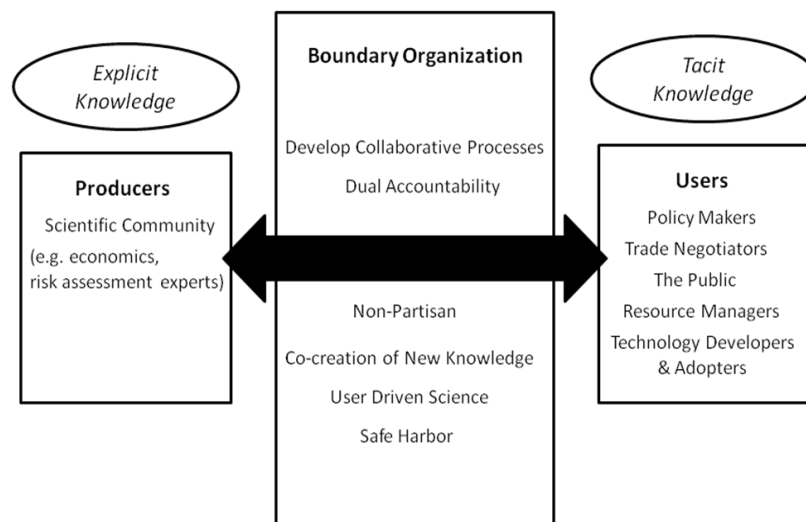 Explicit
Knowledge
Producers
Scientific Community
(e.g. economics,
risk assessment experts)
Boundary Organization
Develop Collaborative Processes
Dual Accountability
Non-Partisan
Co-creation of New Knowledge
User Driven Science
Safe Harbor
Tacit
Knowledge
Users
Policy Makers
Trade Negotiators
The Public
Resource Managers
Technology Developers
& Adopters